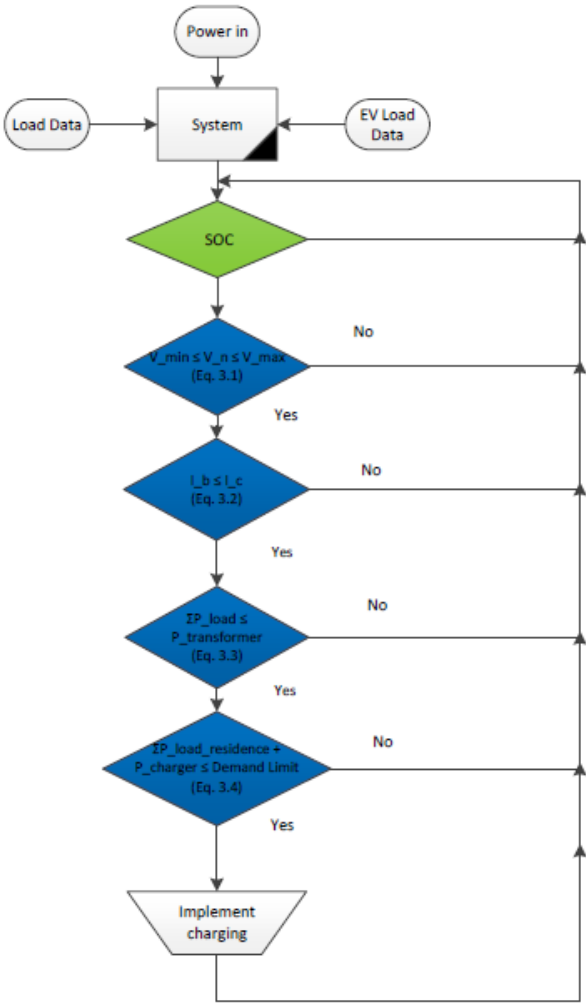 Power in
Load Data
System
EV Load
Data
SOC
No
V_min ≤ V_n ≤ V_max
(Eq. 3.1)
Yes
No
I_b ≤ I_c
(Eq. 3.2)
Yes
No
ΣP_load ≤
P_transformer
(Eq. 3.3)
Yes
No
ΣP_load_residence +
P_charger ≤ Demand Limit
(Eq. 3.4)
Yes
Implement
charging